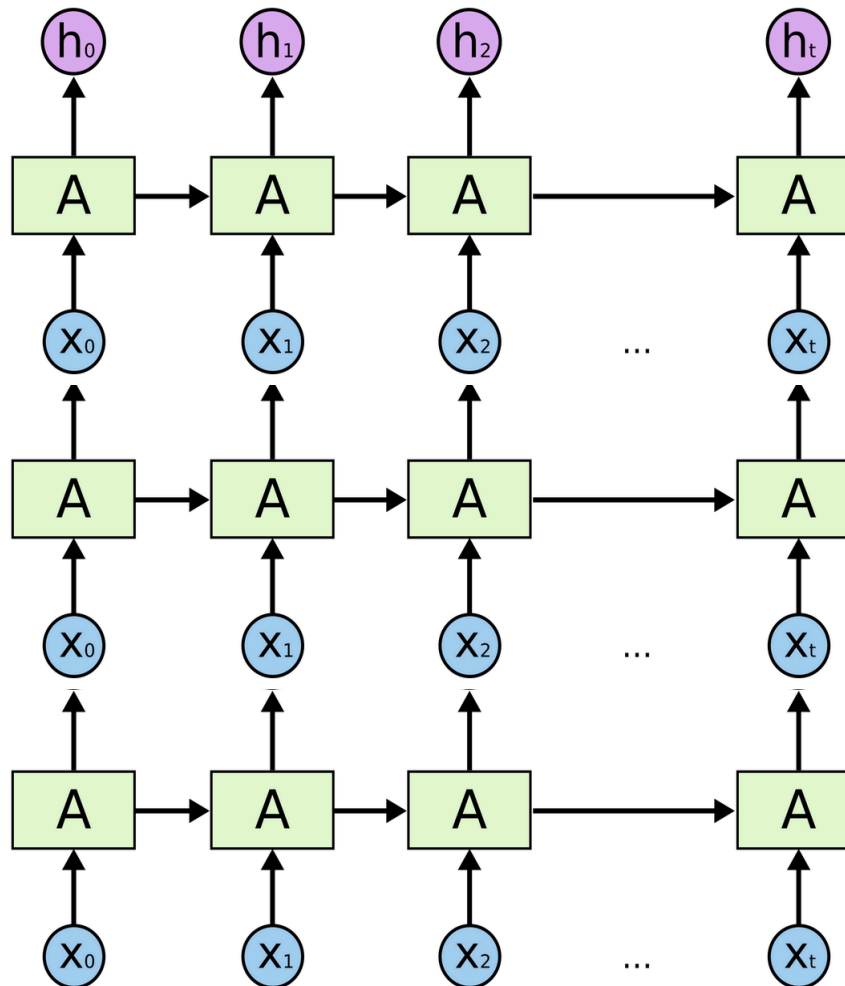 h₀ h₁ h₂ hₜ
A A A A
x₀ x₁ x₂ ... xₜ
A A A A
x₀ x₁ x₂ ... xₜ
A A A A
x₀ x₁ x₂ ... xₜ